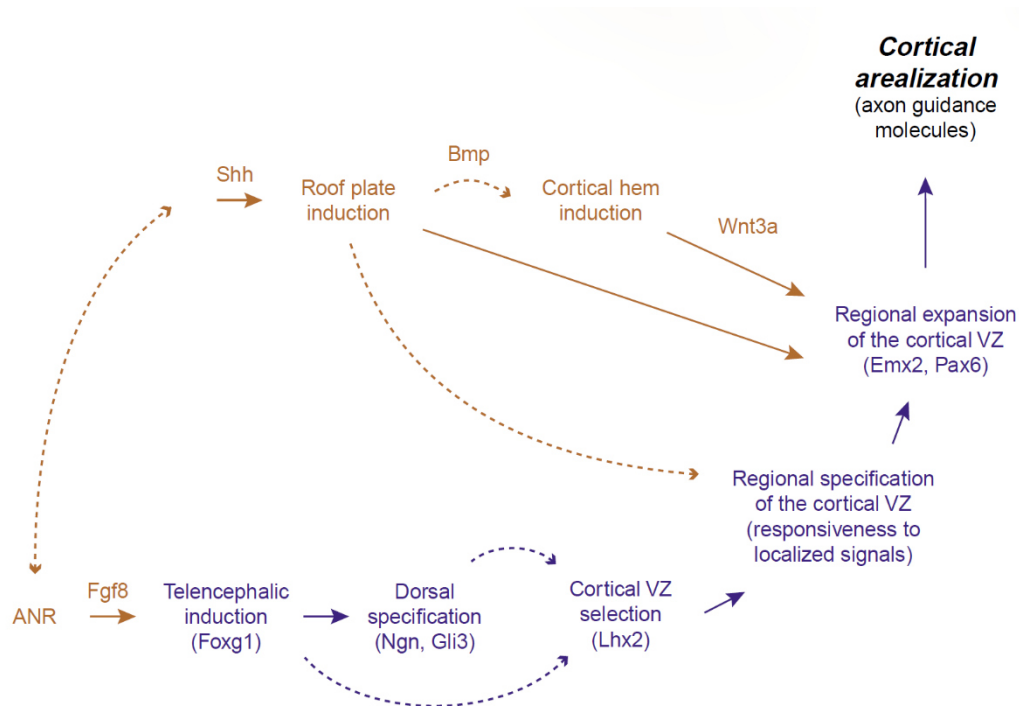 Cortical
arealization
(axon guidance
molecules)
Shh
Roof plate
induction
Bmp
Cortical hem
induction
Wnt3a
Regional expansion
of the cortical VZ
(Emx2, Pax6)
Regional specification
of the cortical VZ
(responsiveness to
localized signals)
ANR
Fgf8
Telencephalic
induction
(Foxg1)
Dorsal
specification
(Ngn, Gli3)
Cortical VZ
selection
(Lhx2)